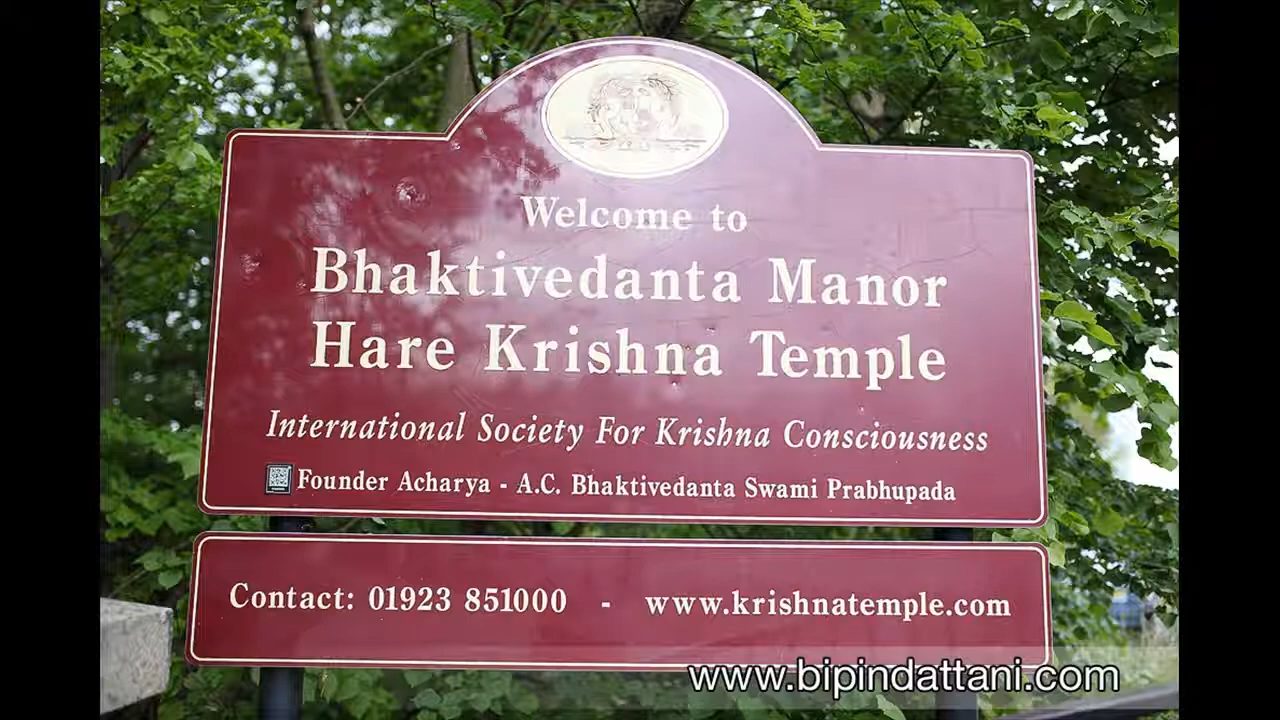 Welcome to
Bhaktivedanta Manor
Hare Krishna Temple
International Society For Krishna Consciousness
Founder Acharya - A.C. Bhaktivedanta Swami Prabhupada
Contact: 01923 851000 - www.krishnatemple.com
www.bipindattani.com